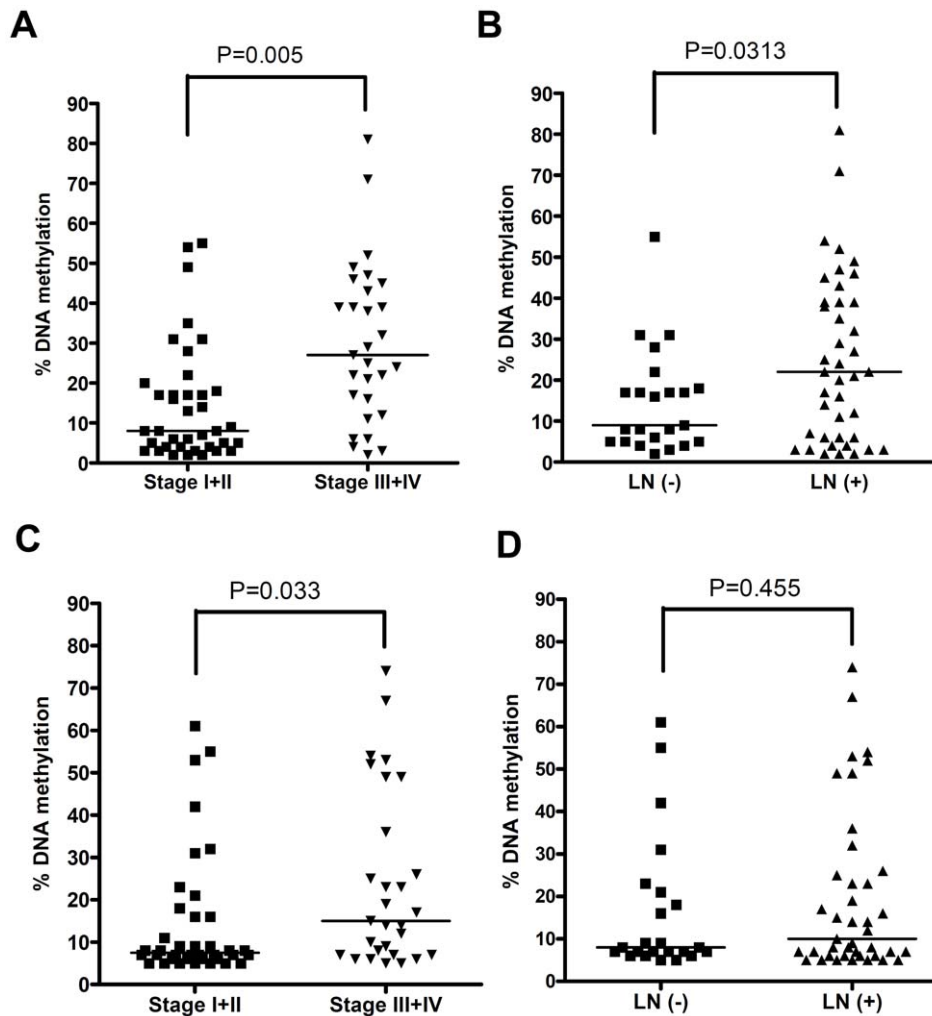 A
P=0.005
% DNA methylation
90
80
70
60
50
40
30
20
10
0
Stage I+II
Stage III+IV
B
P=0.0313
% DNA methylation
90
80
70
60
50
40
30
20
10
0
LN (-)
LN (+)
C
P=0.033
% DNA methylation
90
80
70
60
50
40
30
20
10
0
Stage I+II
Stage III+IV
D
P=0.455
% DNA methylation
90
80
70
60
50
40
30
20
10
0
LN (-)
LN (+)